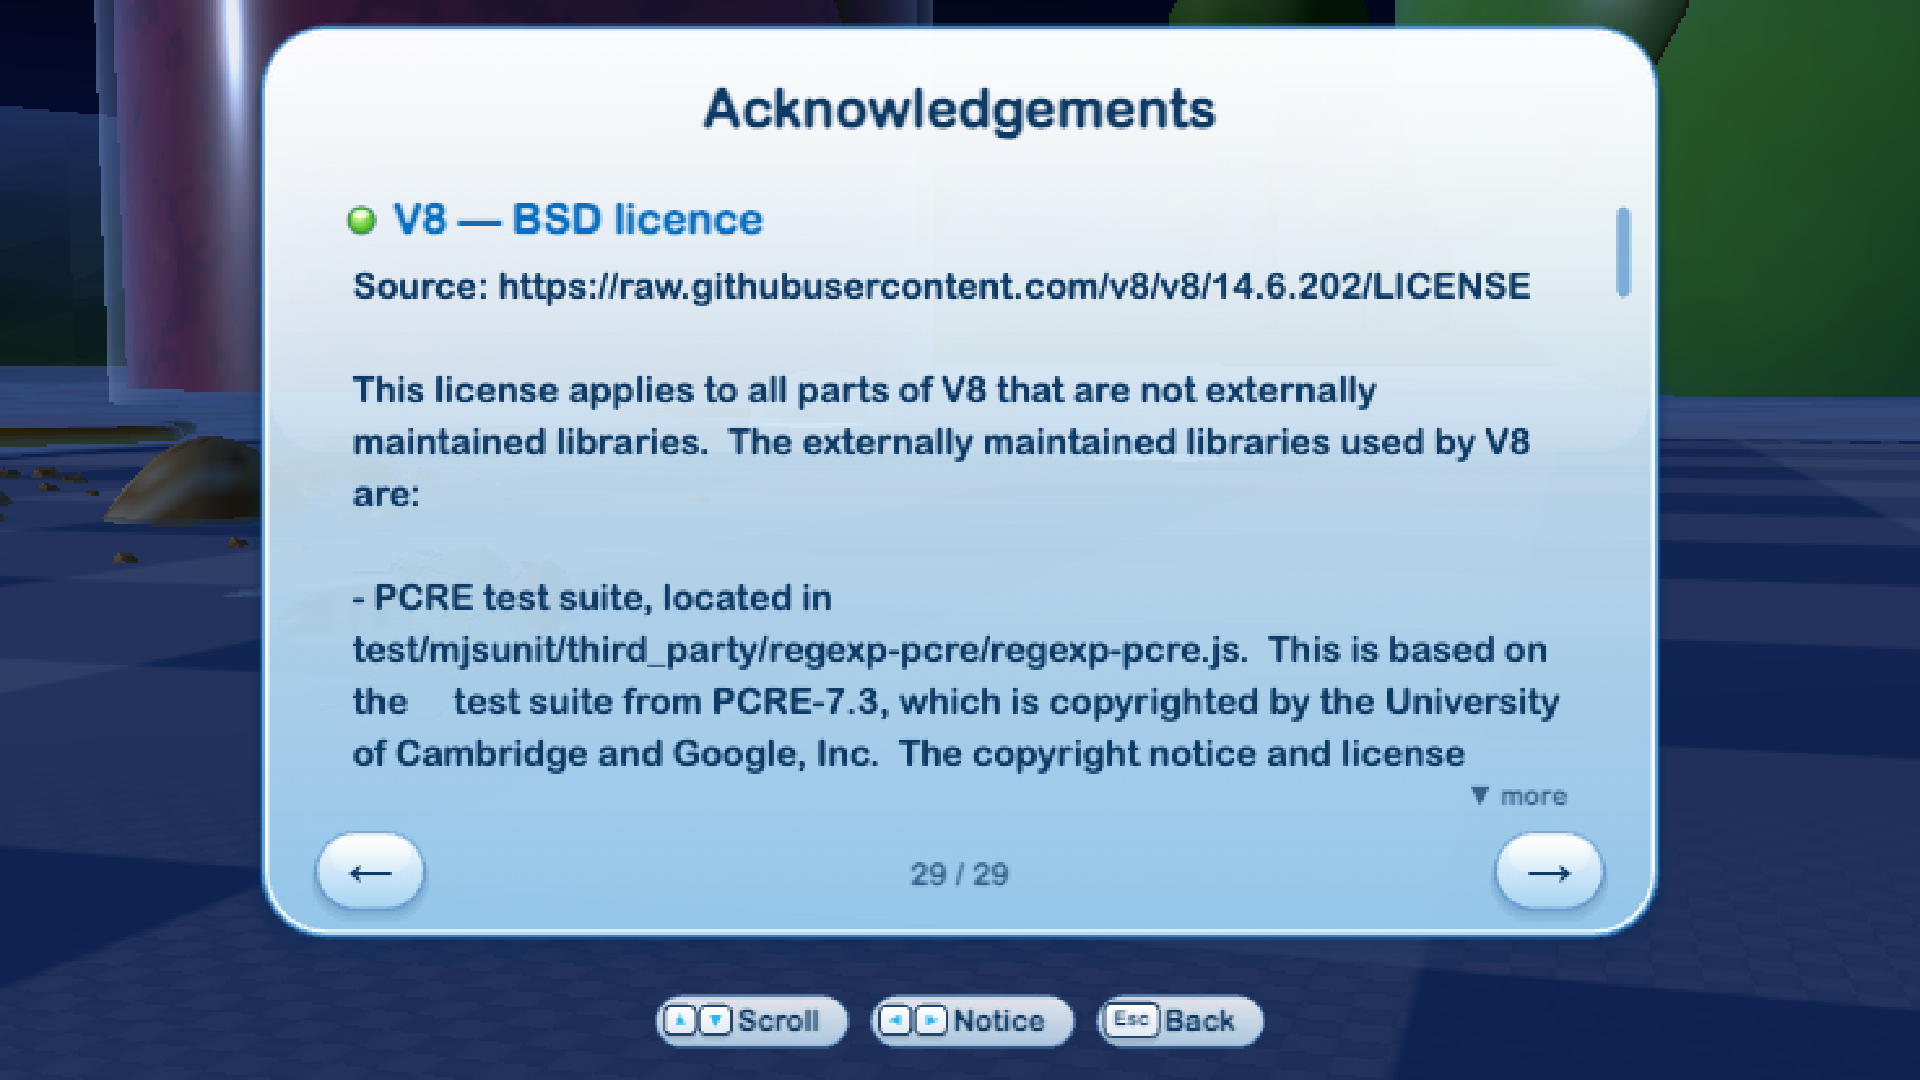 Acknowledgements
V8 — BSD licence
Source: https://raw.githubusercontent.com/v8/v8/14.6.202/LICENSE
This license applies to all parts of V8 that are not externally
maintained libraries.  The externally maintained libraries used by V8
are:
- PCRE test suite, located in
test/mjsunit/third_party/regexp-pcre/regexp-pcre.js.  This is based on
the    test suite from PCRE-7.3, which is copyrighted by the University
of Cambridge and Google, Inc.  The copyright notice and license
▼ more
← 29 / 29 →
▲ ▼ Scroll ◀ ▶ Notice Esc Back